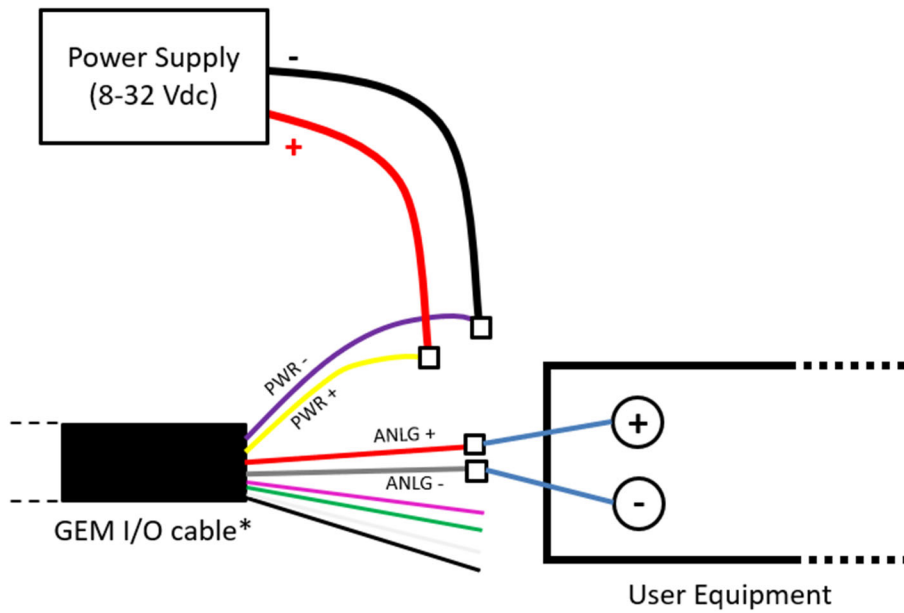 Power Supply
(8-32 Vdc)
-
+
PWR -
PWR +
ANLG +
ANLG -
+
-
GEM I/O cable*
User Equipment